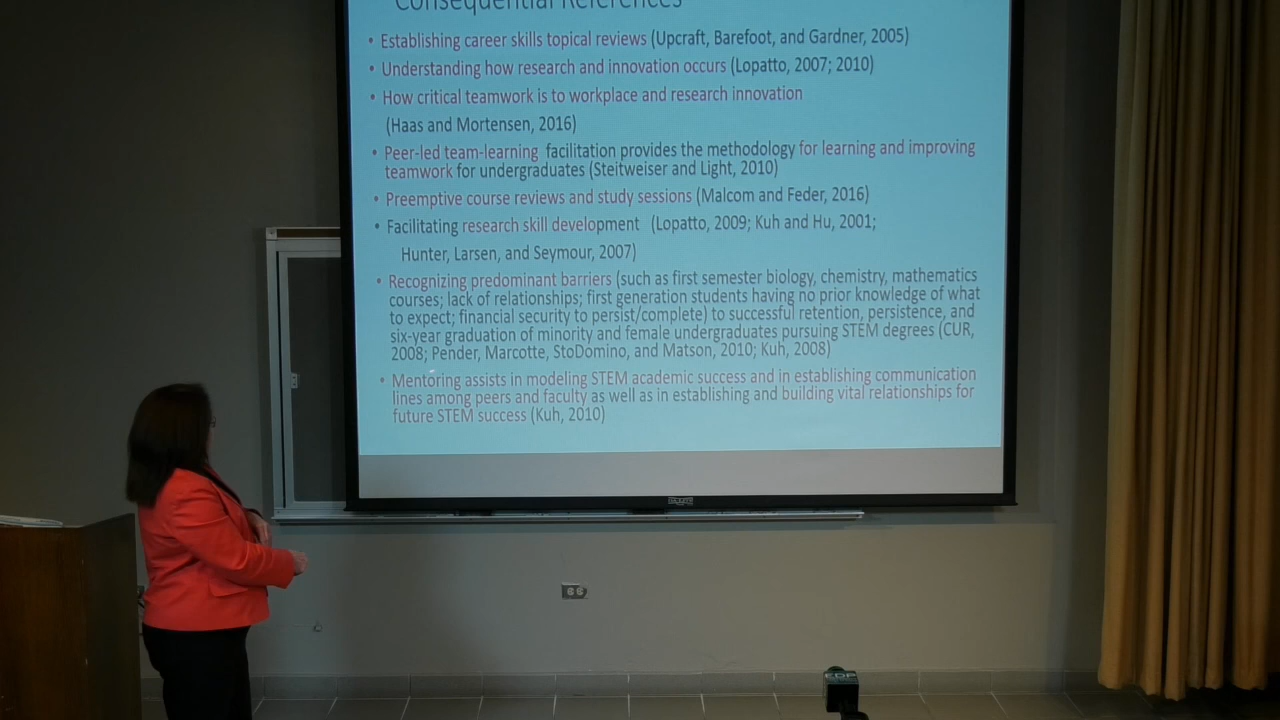 Consequential References
• Establishing career skills topical reviews (Upcraft, Barefoot, and Gardner, 2005)
• Understanding how research and innovation occurs (Lopatto, 2007; 2010)
• How critical teamwork is to workplace and research innovation
(Haas and Mortensen, 2016)
• Peer-led team-learning facilitation provides the methodology for learning and improving
teamwork for undergraduates (Steitweiser and Light, 2010)
• Preemptive course reviews and study sessions (Malcom and Feder, 2016)
• Facilitating research skill development (Lopatto, 2009; Kuh and Hu, 2001;
Hunter, Larsen, and Seymour, 2007)
• Recognizing predominant barriers (such as first semester biology, chemistry, mathematics
courses; lack of relationships; first generation students having no prior knowledge of what
to expect; financial security to persist/complete) to successful retention, persistence, and
six-year graduation of minority and female undergraduates pursuing STEM degrees (CUR,
2008; Pender, Marcotte, StoDomino, and Matson, 2010; Kuh, 2008)
• Mentoring assists in modeling STEM academic success and in establishing communication
lines among peers and faculty as well as in establishing and building vital relationships for
future STEM success (Kuh, 2010)